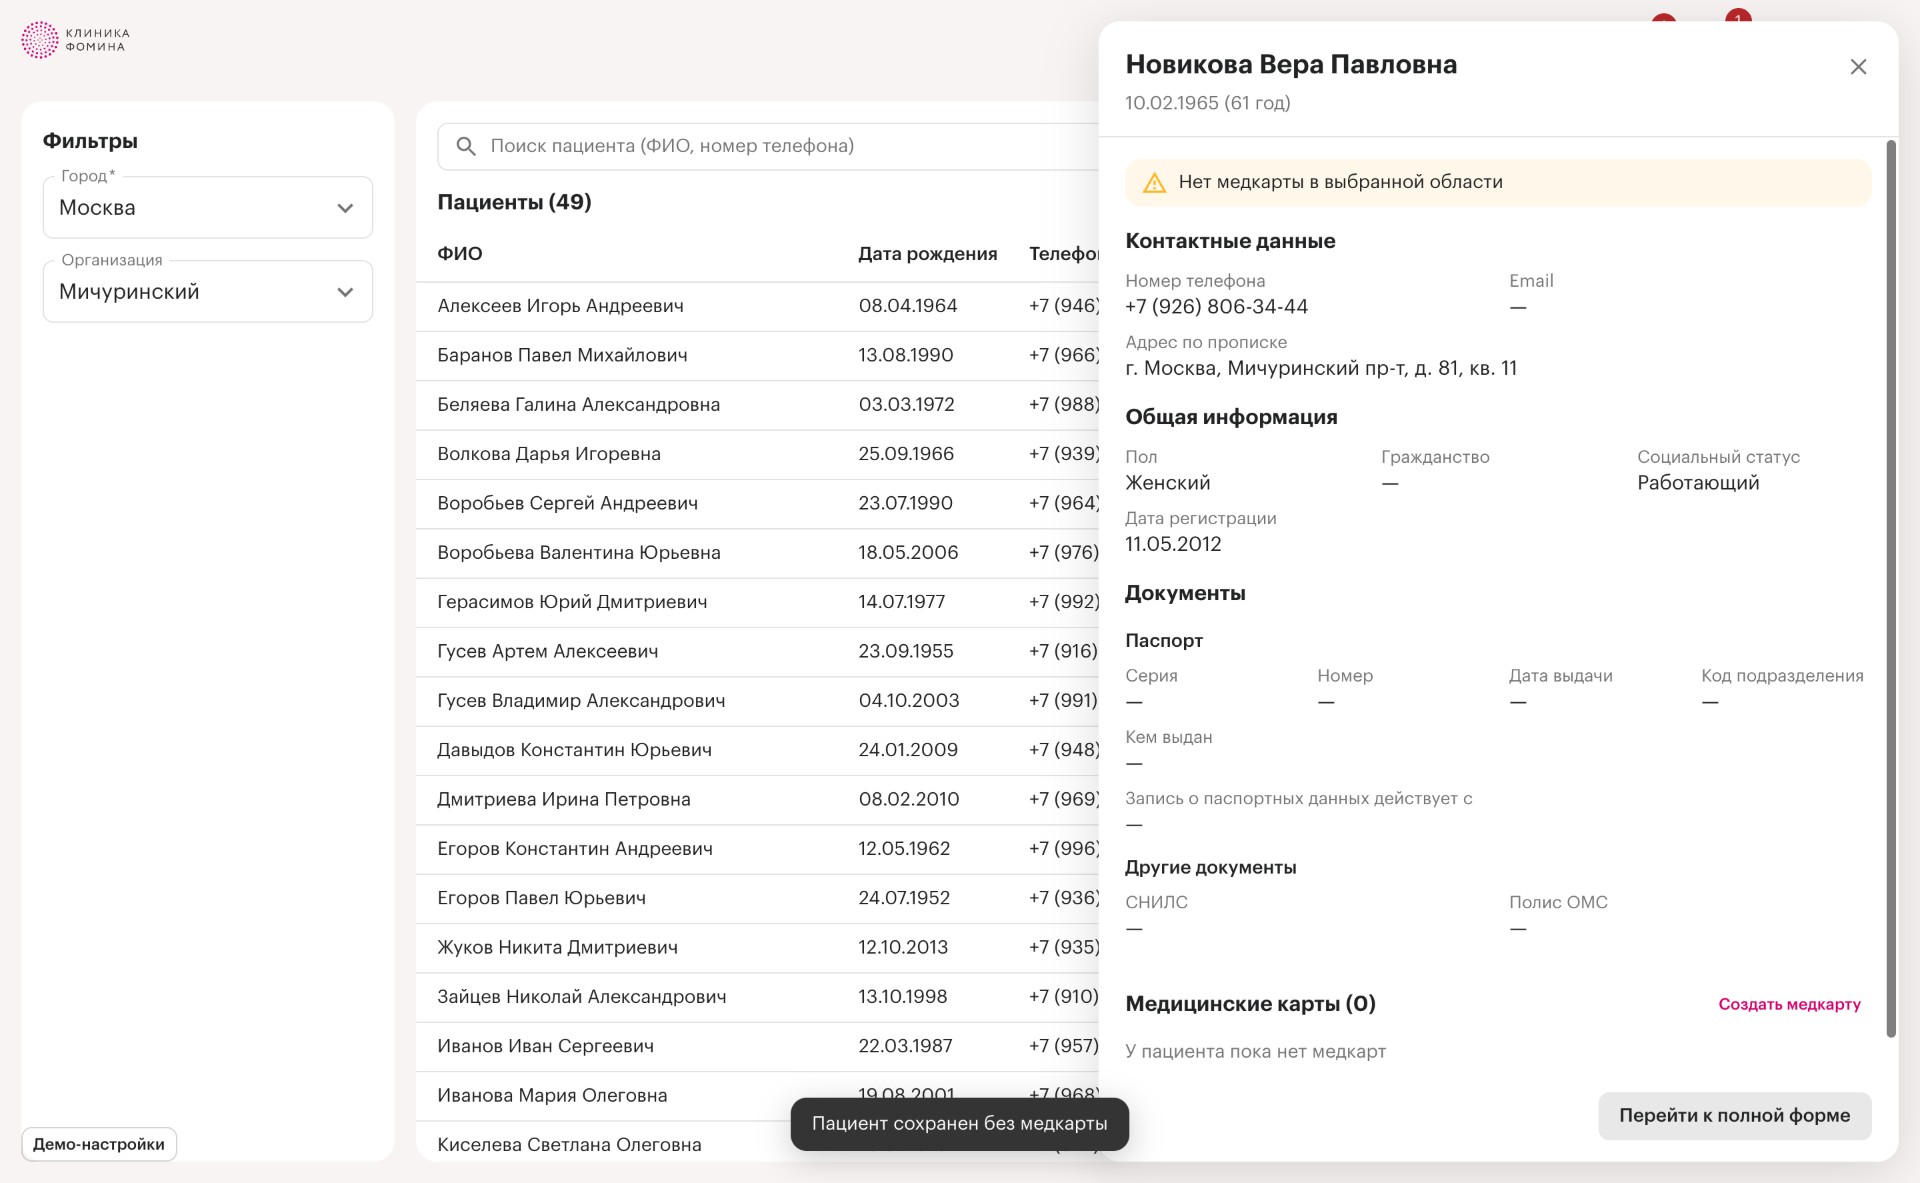 КЛИНИКА
ФОМИНА
Фильтры
Город*
Москва
Организация
Мичуринский
Демо-настройки
Поиск пациента (ФИО, номер телефона)
Пациенты (49)
ФИО Дата рождения
Алексеев Игорь Андреевич 08.04.1964 +7 (946)
Баранов Павел Михайлович 13.08.1990 +7 (966)
Беляева Галина Александровна 03.03.1972 +7 (988)
Волкова Дарья Игоревна 25.09.1966 +7 (939)
Воробьев Сергей Андреевич 23.07.1990 +7 (964)
Воробьева Валентина Юрьевна 18.05.2006 +7 (976)
Герасимов Юрий Дмитриевич 14.07.1977 +7 (992)
Гусев Артем Алексеевич 23.09.1955 +7 (916)
Гусев Владимир Александрович 04.10.2003 +7 (991)
Давыдов Константин Юрьевич 24.01.2009 +7 (948)
Дмитриева Ирина Петровна 08.02.2010 +7 (969)
Егоров Константин Андреевич 12.05.1962 +7 (996)
Егоров Павел Юрьевич 24.07.1952 +7 (936)
Жуков Никита Дмитриевич 12.10.2013 +7 (935)
Зайцев Николай Александрович 13.10.1998 +7 (910)
Иванов Иван Сергеевич 22.03.1987 +7 (957)
Иванова Мария Олеговна 19.08.2001 +7 (968)
Киселева Светлана Олеговна
Пациент сохранен без медкарты
1
Новикова Вера Павловна
10.02.1965 (61 год)
Нет медкарты в выбранной области
Контактные данные
Номер телефона Email
+7 (926) 806-34-44 —
Адрес по прописке
г. Москва, Мичуринский пр-т, д. 81, кв. 11
Общая информация
Пол Гражданство Социальный статус
Женский — Работающий
Дата регистрации
11.05.2012
Документы
Паспорт
Серия Номер Дата выдачи Код подразделения
— — — —
Кем выдан
—
Запись о паспортных данных действует с
—
Другие документы
СНИЛС Полис ОМС
— —
Медицинские карты (0) Создать медкарту
У пациента пока нет медкарт
Перейти к полной форме